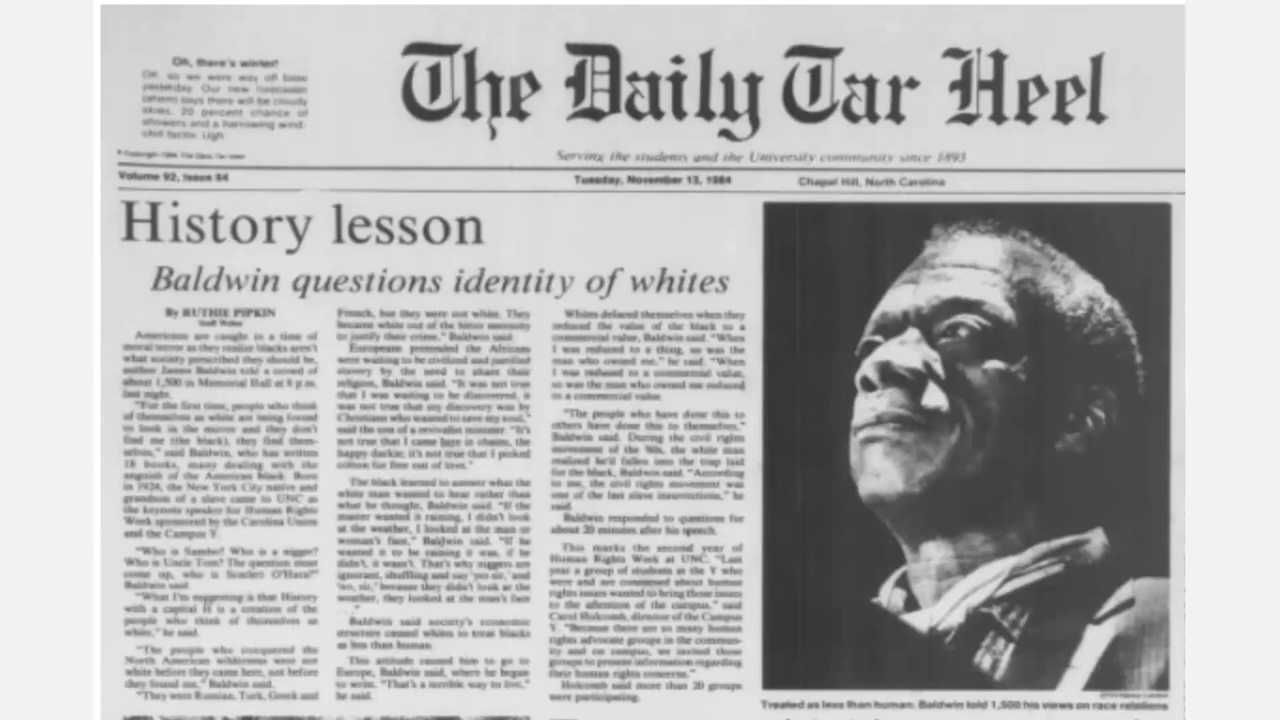 Oh, there's winter!
Oh, so we were way off base
yesterday. Our new forecaster
(ahem) says there will be cloudy
skies, 20 percent chance of
showers and a harrowing wind-
chill factor. Ugh.
The Daily Tar Heel
Serving the students and the University community since 1893
Volume 92, Issue 84
Tuesday, November 13, 1984
Chapel Hill, North Carolina
History lesson
Baldwin questions identity of whites
By RUTHIE PIPKIN
Staff Writer
Americans are caught in a time of
moral terror as they realize blacks aren't
what society prescribed they should be,
author James Baldwin told a crowd of
about 1,500 in Memorial Hall at 8 p.m.
last night.
"For the first time, people who think
of themselves as white are being forced
to look in the mirror and they don't
find me (the black), they find them-
selves," said Baldwin, who has written
18 books, many dealing with the
anguish of the American black. Born
in 1924, the New York City native and
grandson of a slave came to UNC as
the keynote speaker for Human Rights
Week sponsored by the Carolina Union
and the Campus Y.
"Who is Sambo? Who is a nigger?
Who is Uncle Tom? The question must
come up, who is Scarlett O'Hara?"
Baldwin said.
"What I'm suggesting is that History
with a capital H is a creation of the
people who think of themselves as
white," he said.
"The people who conquered the
North American wilderness were not
white before they came here, not before
they found me," Baldwin said.
"They were Russian, Turk, Greek and
French, but they were not white. They
became white out of the bitter necessity
to justify their crime," Baldwin said.
Europeans pretended the Africans
were waiting to be civilized and justified
slavery by the need to share their
religion, Baldwin said. "It was not true
that I was waiting to be discovered, it
was not true that my discovery was by
Christians who wanted to save my soul,"
said the son of a revivalist minister. "It's
not true that I came here in chains, the
happy darkie, it's not true that I picked
cotton for free out of love."
The black learned to answer what the
white man wanted to hear rather than
what he thought, Baldwin said. "If the
master wanted it raining, I didn't look
at the weather, I looked at the man or
woman's face," Baldwin said. "If he
wanted it to be raining it was, if he
didn't, it wasn't. That's why niggers are
ignorant, shuffling and say 'yes sir,' and
'no, sir,' because they didn't look at the
weather, they looked at the man's face
."
Baldwin said society's economic
structure caused whites to treat blacks
as less than human.
This attitude caused him to go to
Europe, Baldwin said, where he began
to write. "That's a terrible way to live,"
he said.
Whites defaced themselves when they
reduced the value of the black to a
commercial value, Baldwin said. "When
I was reduced to a thing, so was the
man who owned me," he said. "When
I was reduced to a commercial value,
so was the man who owned me reduced
to a commercial value.
"The people who have done this to
others have done this to themselves,"
Baldwin said. During the civil rights
movement of the '60s, the white man
realized he'd fallen into the trap laid
for the black, Baldwin said. "According
to me, the civil rights movement was
one of the last slave insurrections," he
said.
Baldwin responded to questions for
about 20 minutes after his speech.
This marks the second year of
Human Rights Week at UNC. "Last
year a group of students at the Y who
were and are concerned about human
rights issues wanted to bring those issues
to the attention of the campus," said
Carol Holcomb, director of the Campus
Y. "Because there are so many human
rights advocate groups in the commun-
ity and on campus, we invited those
groups to present information regarding
their human rights concerns."
Holcomb said more than 20 groups
were participating.
Treated as less than human: Baldwin told 1,500 his views on race relations